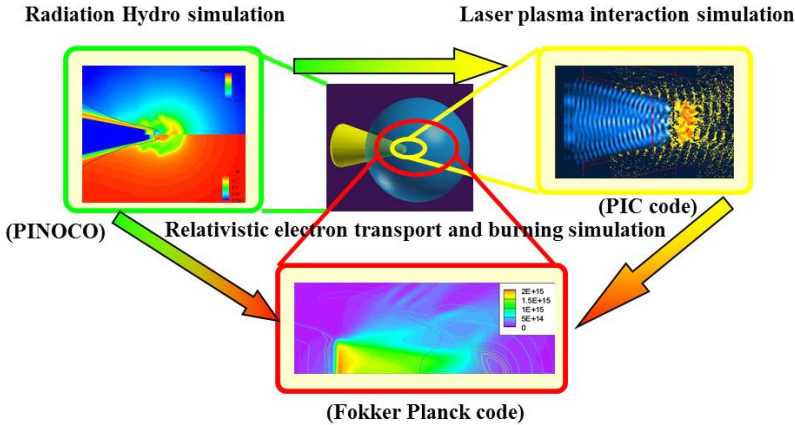 Radiation Hydro simulation
Laser plasma interaction simulation
(PINOCO)
(PIC code)
Relativistic electron transport and burning simulation
2E+15
1.5E+15
1E+15
5E+14
0
(Fokker Planck code)